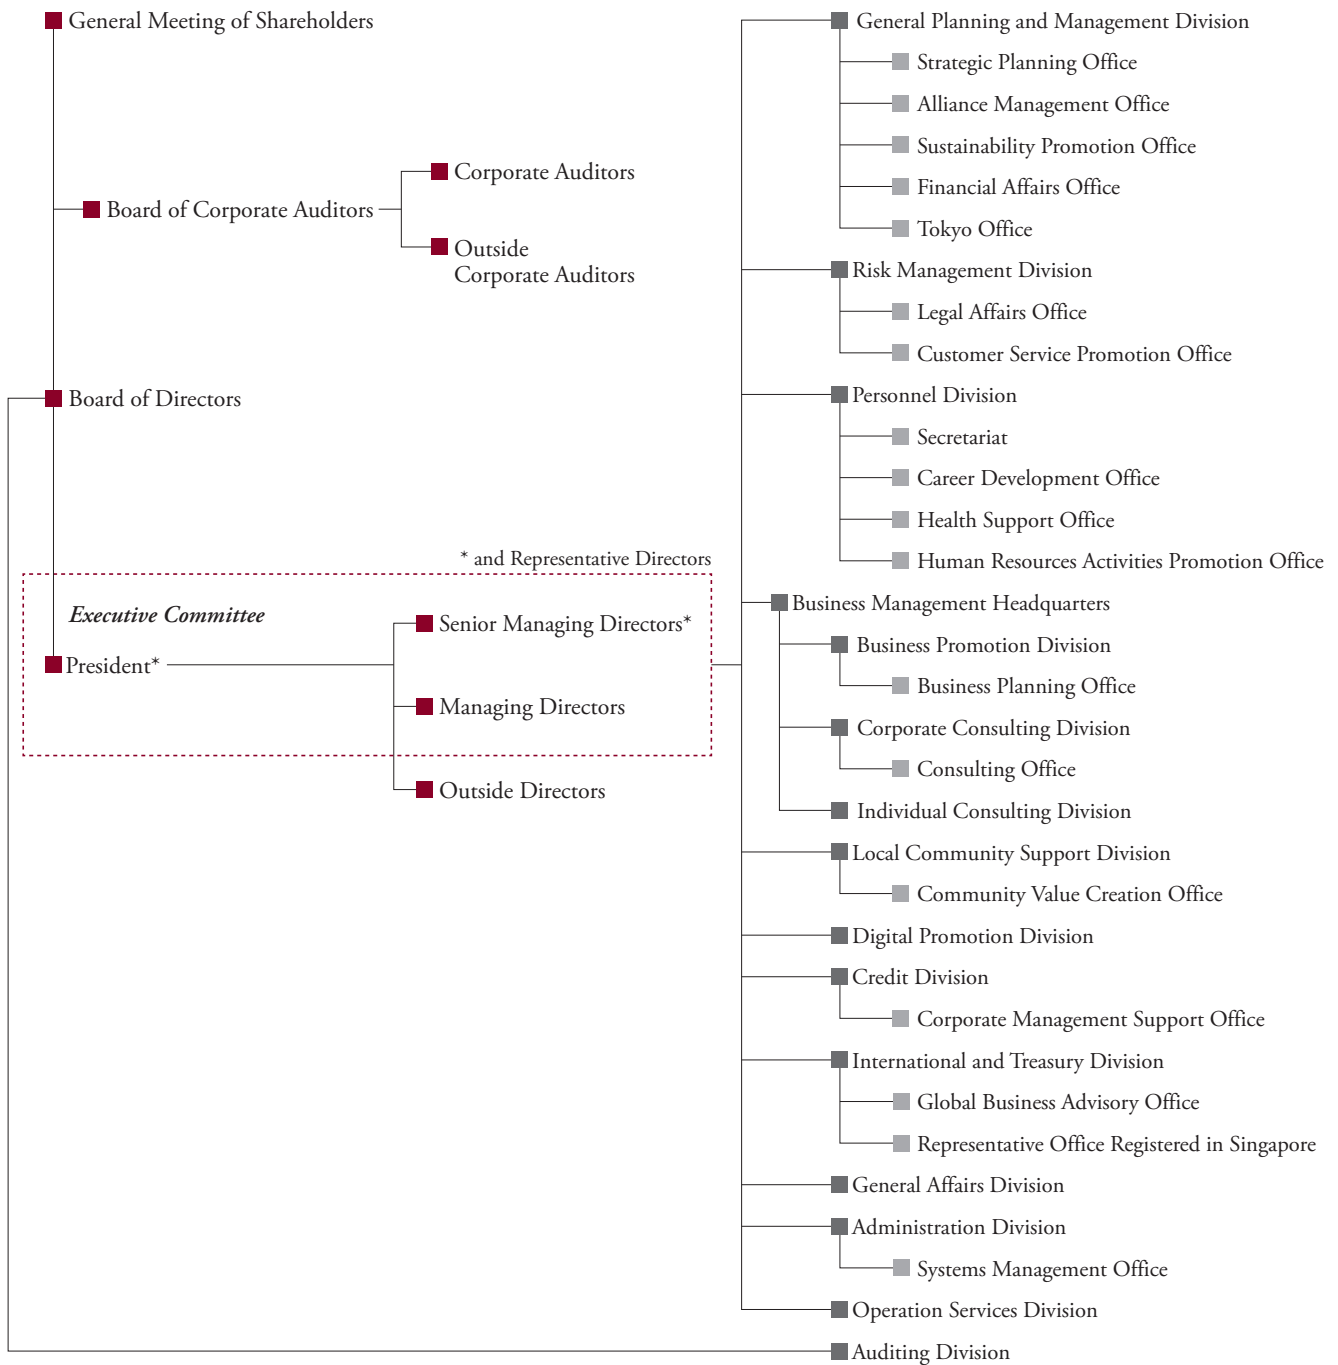 General Meeting of Shareholders
Board of Corporate Auditors
Corporate Auditors
Outside
Corporate Auditors
Board of Directors
* and Representative Directors
Executive Committee
President*
Senior Managing Directors*
Managing Directors
Outside Directors
General Planning and Management Division
Strategic Planning Office
Alliance Management Office
Sustainability Promotion Office
Financial Affairs Office
Tokyo Office
Risk Management Division
Legal Affairs Office
Customer Service Promotion Office
Personnel Division
Secretariat
Career Development Office
Health Support Office
Human Resources Activities Promotion Office
Business Management Headquarters
Business Promotion Division
Business Planning Office
Corporate Consulting Division
Consulting Office
Individual Consulting Division
Local Community Support Division
Community Value Creation Office
Digital Promotion Division
Credit Division
Corporate Management Support Office
International and Treasury Division
Global Business Advisory Office
Representative Office Registered in Singapore
General Affairs Division
Administration Division
Systems Management Office
Operation Services Division
Auditing Division